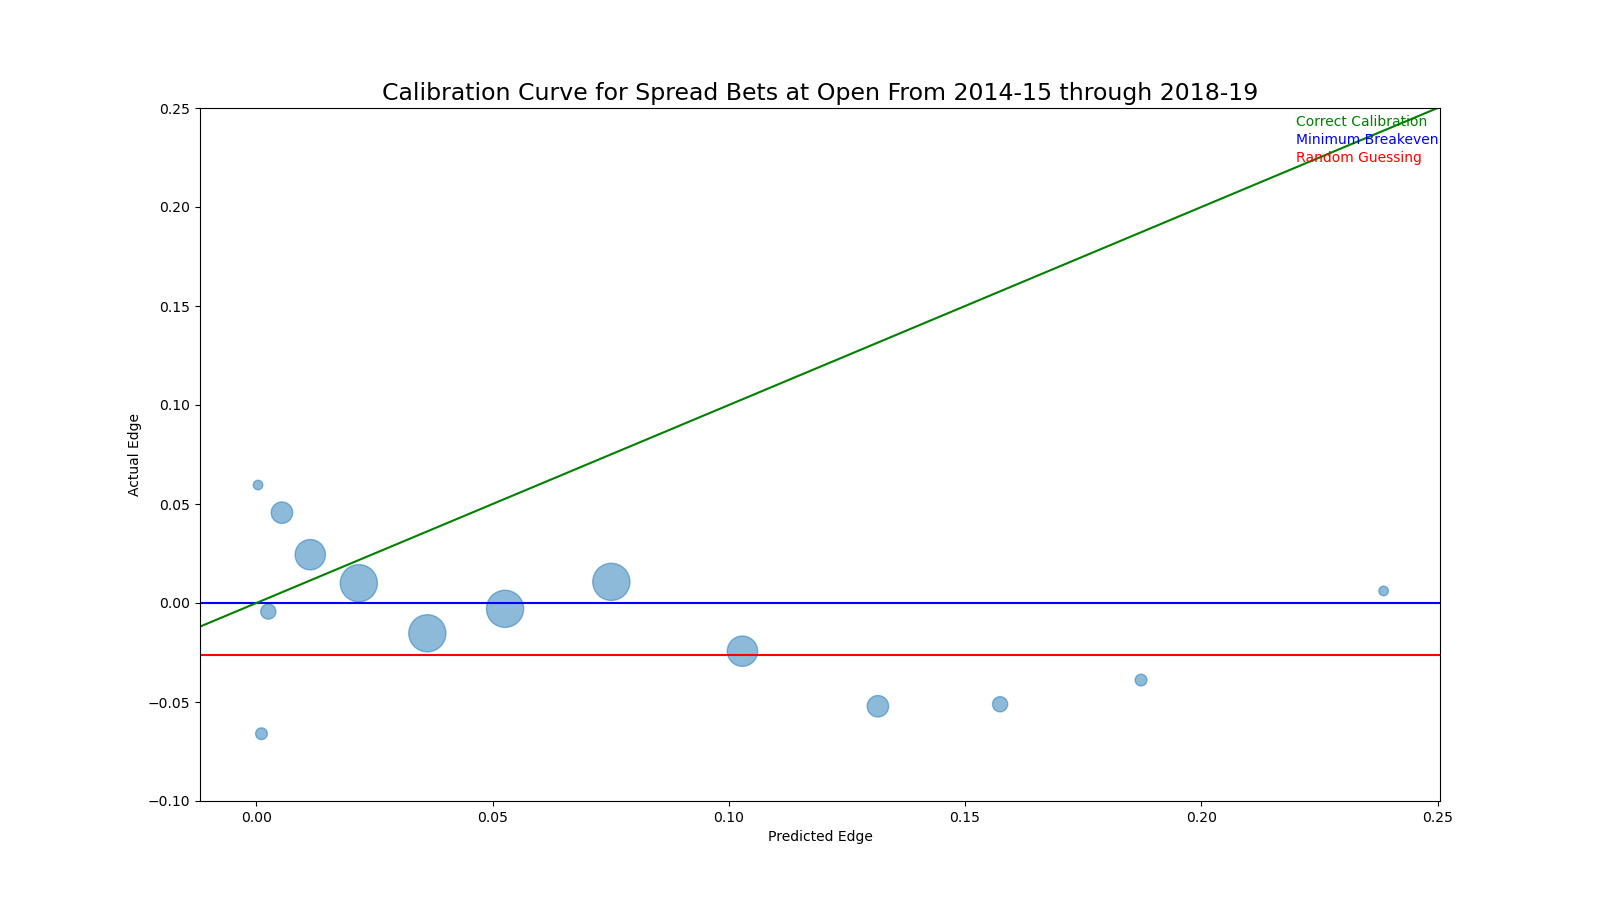 Calibration Curve for Spread Bets at Open From 2014-15 through 2018-19
Correct Calibration
Minimum Breakeven
Random Guessing
0.25
0.20
0.15
0.10
0.05
0.00
−0.05
−0.10
Actual Edge
0.00 0.05 0.10 0.15 0.20 0.25
Predicted Edge